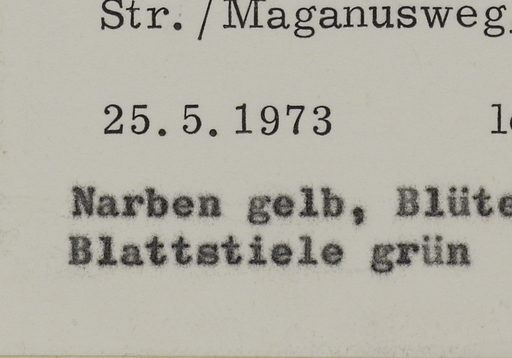 Str./Maganusweg,
25.5.1973
Narben gelb, Blüte
Blattstiele grün